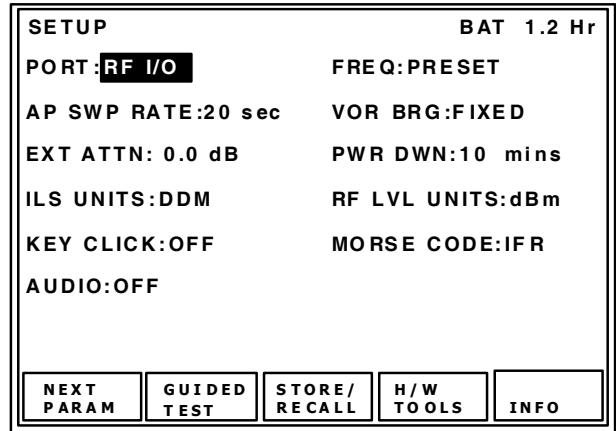 SETUP BAT 1.2 Hr
PORT:RF I/O FREQ:PRESET
AP SWP RATE:20 sec VOR BRG:FIXED
EXT ATTN: 0.0 dB PWR DWN:10 mins
ILS UNITS:DDM RF LVL UNITS:dBm
KEY CLICK:OFF MORSE CODE:IFR
AUDIO:OFF
NEXT PARAM
GUIDED TEST
STORE/ RECALL
H/W TOOLS
INFO